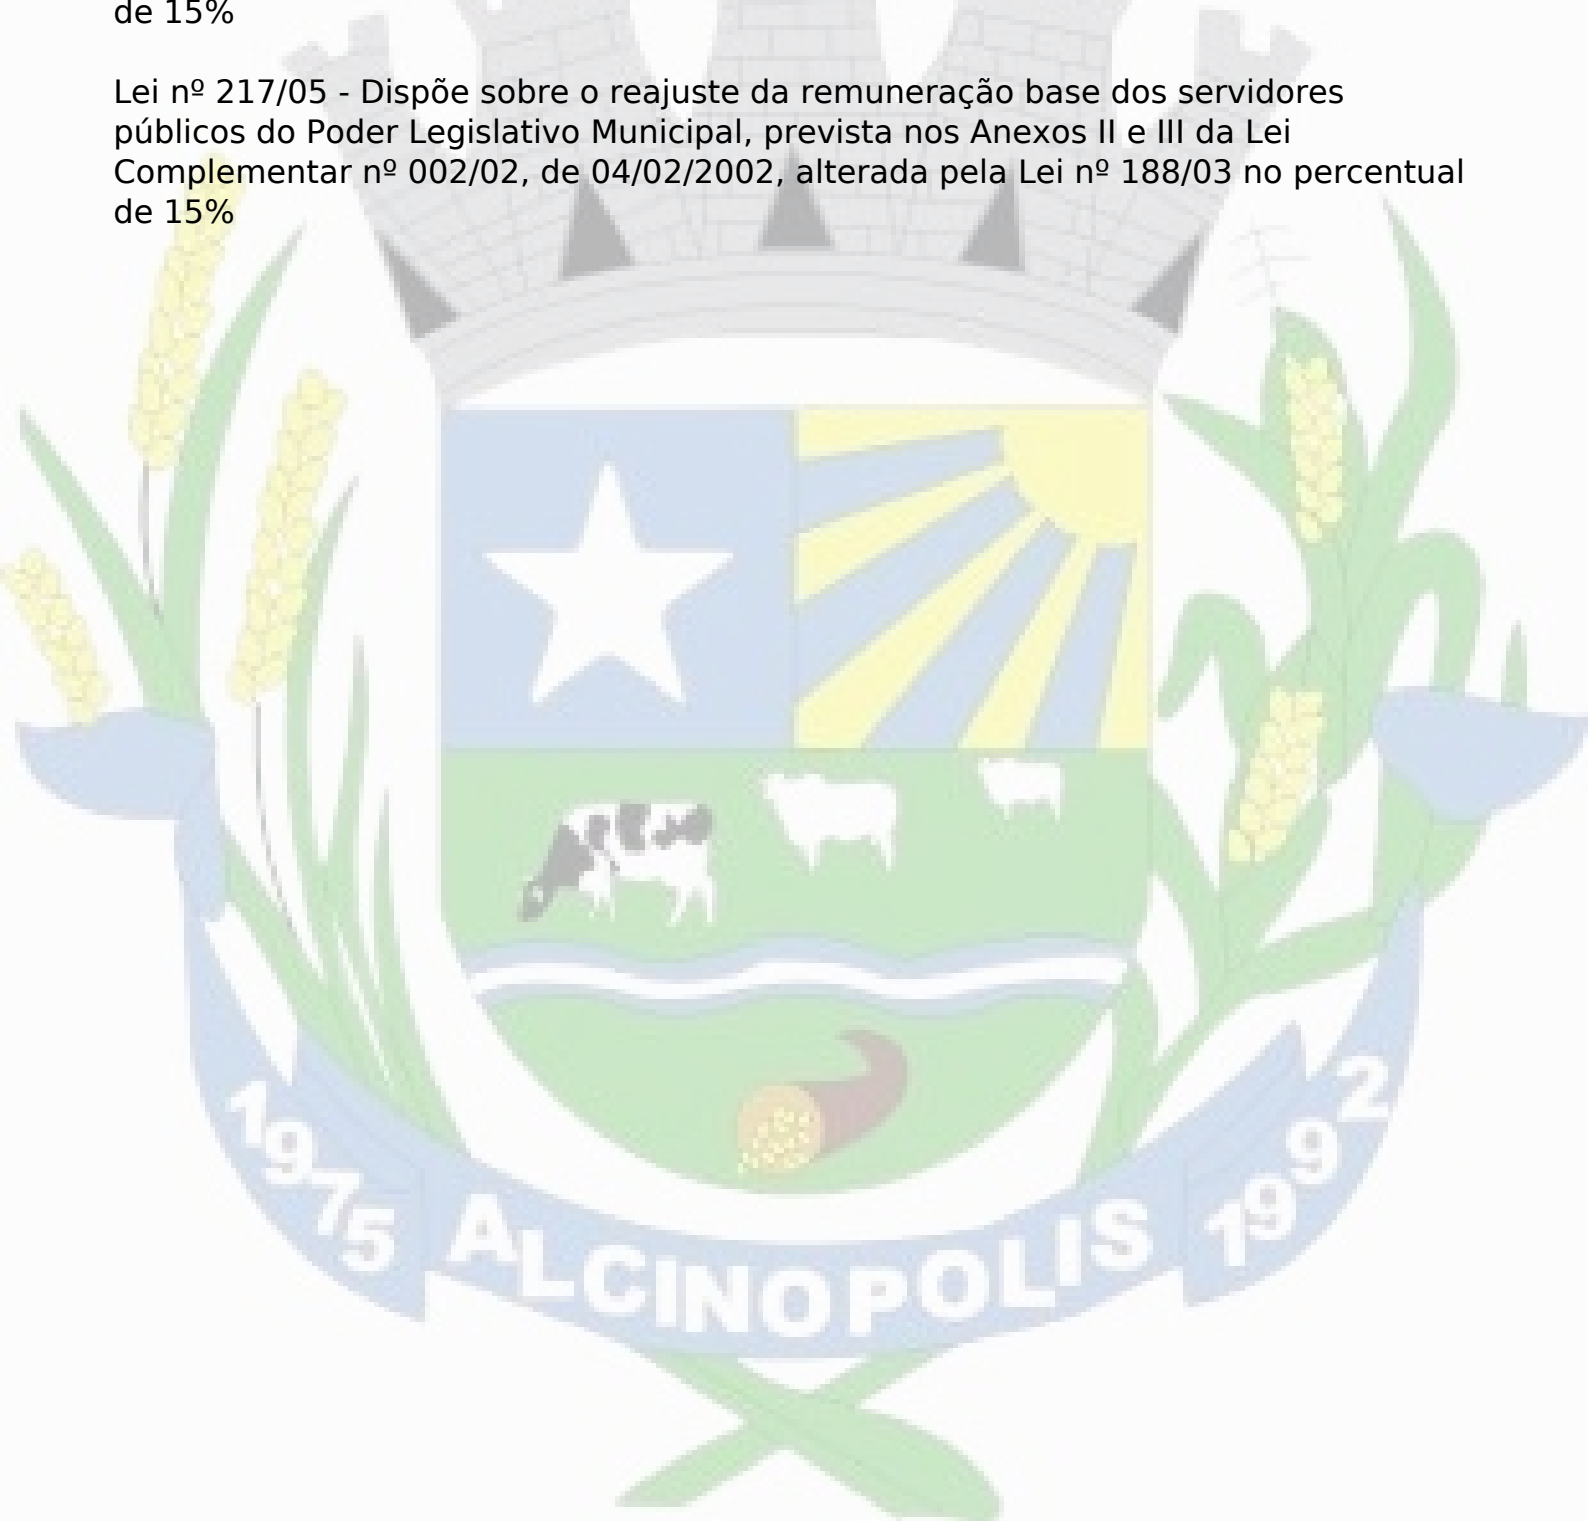 de 15%
Lei nº 217/05 - Dispõe sobre o reajuste da remuneração base dos servidores
públicos do Poder Legislativo Municipal, prevista nos Anexos II e III da Lei
Complementar nº 002/02, de 04/02/2002, alterada pela Lei nº 188/03 no percentual
de 15%
1975 ALCINOPOLIS 1992